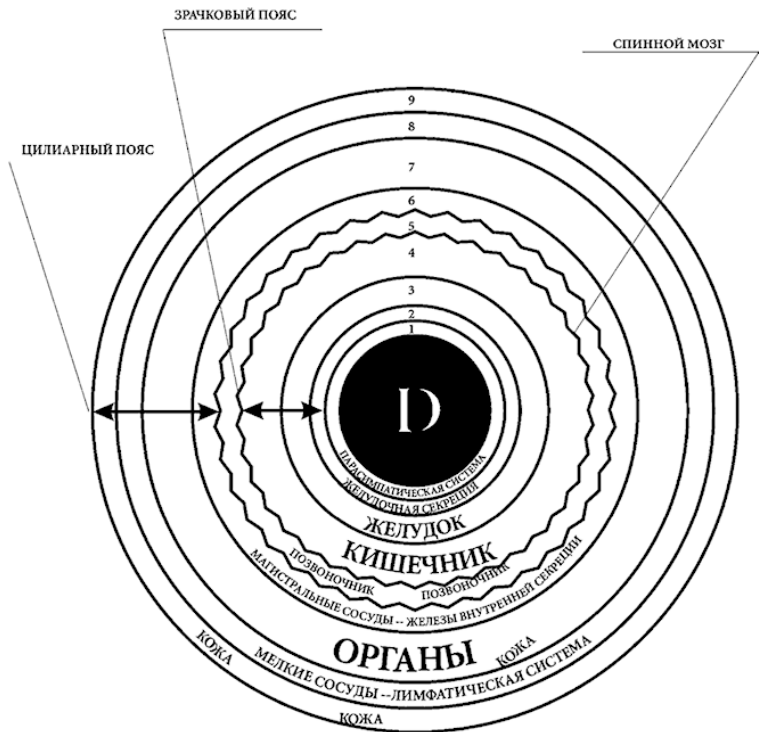 ЗРАЧКОВЫЙ ПОЯС
СПИННОЙ МОЗГ
ЦИЛИАРНЫЙ ПОЯС
9
8
7
6
5
4
3
2
1
D
ПАРАСИМПАТИЧЕСКАЯ СИСТЕМА
ЖЕЛУДОЧНАЯ СЕКРЕЦИЯ
ЖЕЛУДОК
КИШЕЧНИК
ПОЗВОНОЧНИК
ПОЗВОНОЧНИК
МАГИСТРАЛЬНЫЕ СОСУДЫ -- ЖЕЛЕЗЫ ВНУТРЕННЕЙ СЕКРЕЦИИ
ОРГАНЫ
КОЖА
МЕЛКИЕ СОСУДЫ --ЛИМФАТИЧЕСКАЯ СИСТЕМА
КОЖА
КОЖА